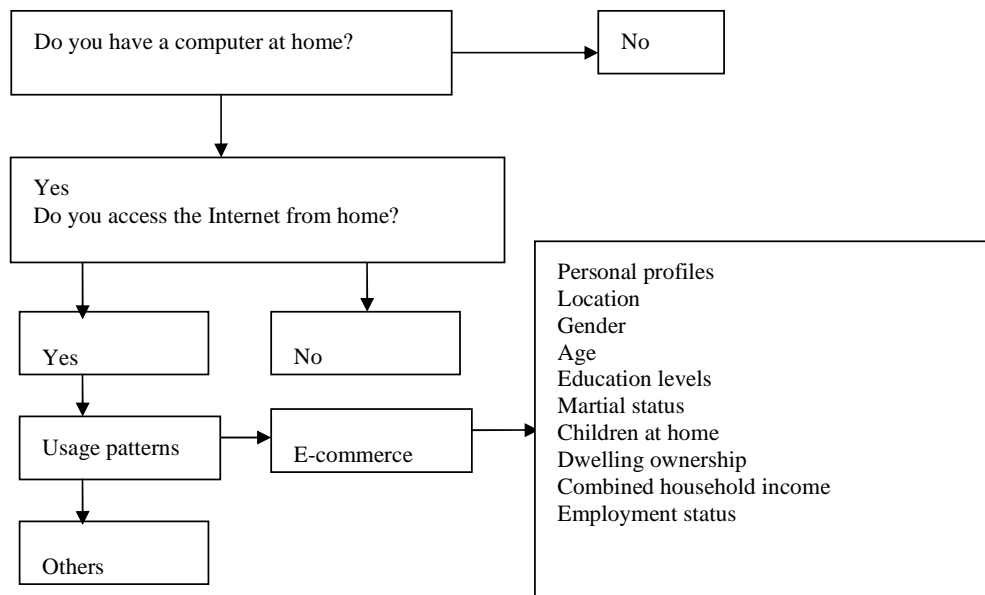 Do you have a computer at home?
No
Yes
Do you access the Internet from home?
Yes
No
Usage patterns
E-commerce
Others
Personal profiles
Location
Gender
Age
Education levels
Martial status
Children at home
Dwelling ownership
Combined household income
Employment status